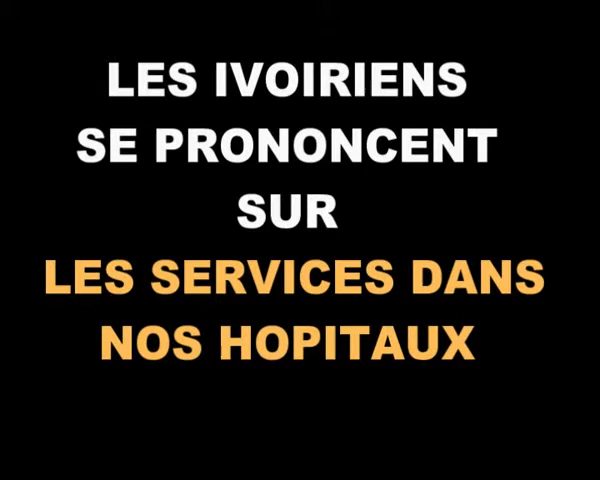 LES IVOIRIENS
SE PRONONCENT
SUR
LES SERVICES DANS
NOS HOPITAUX